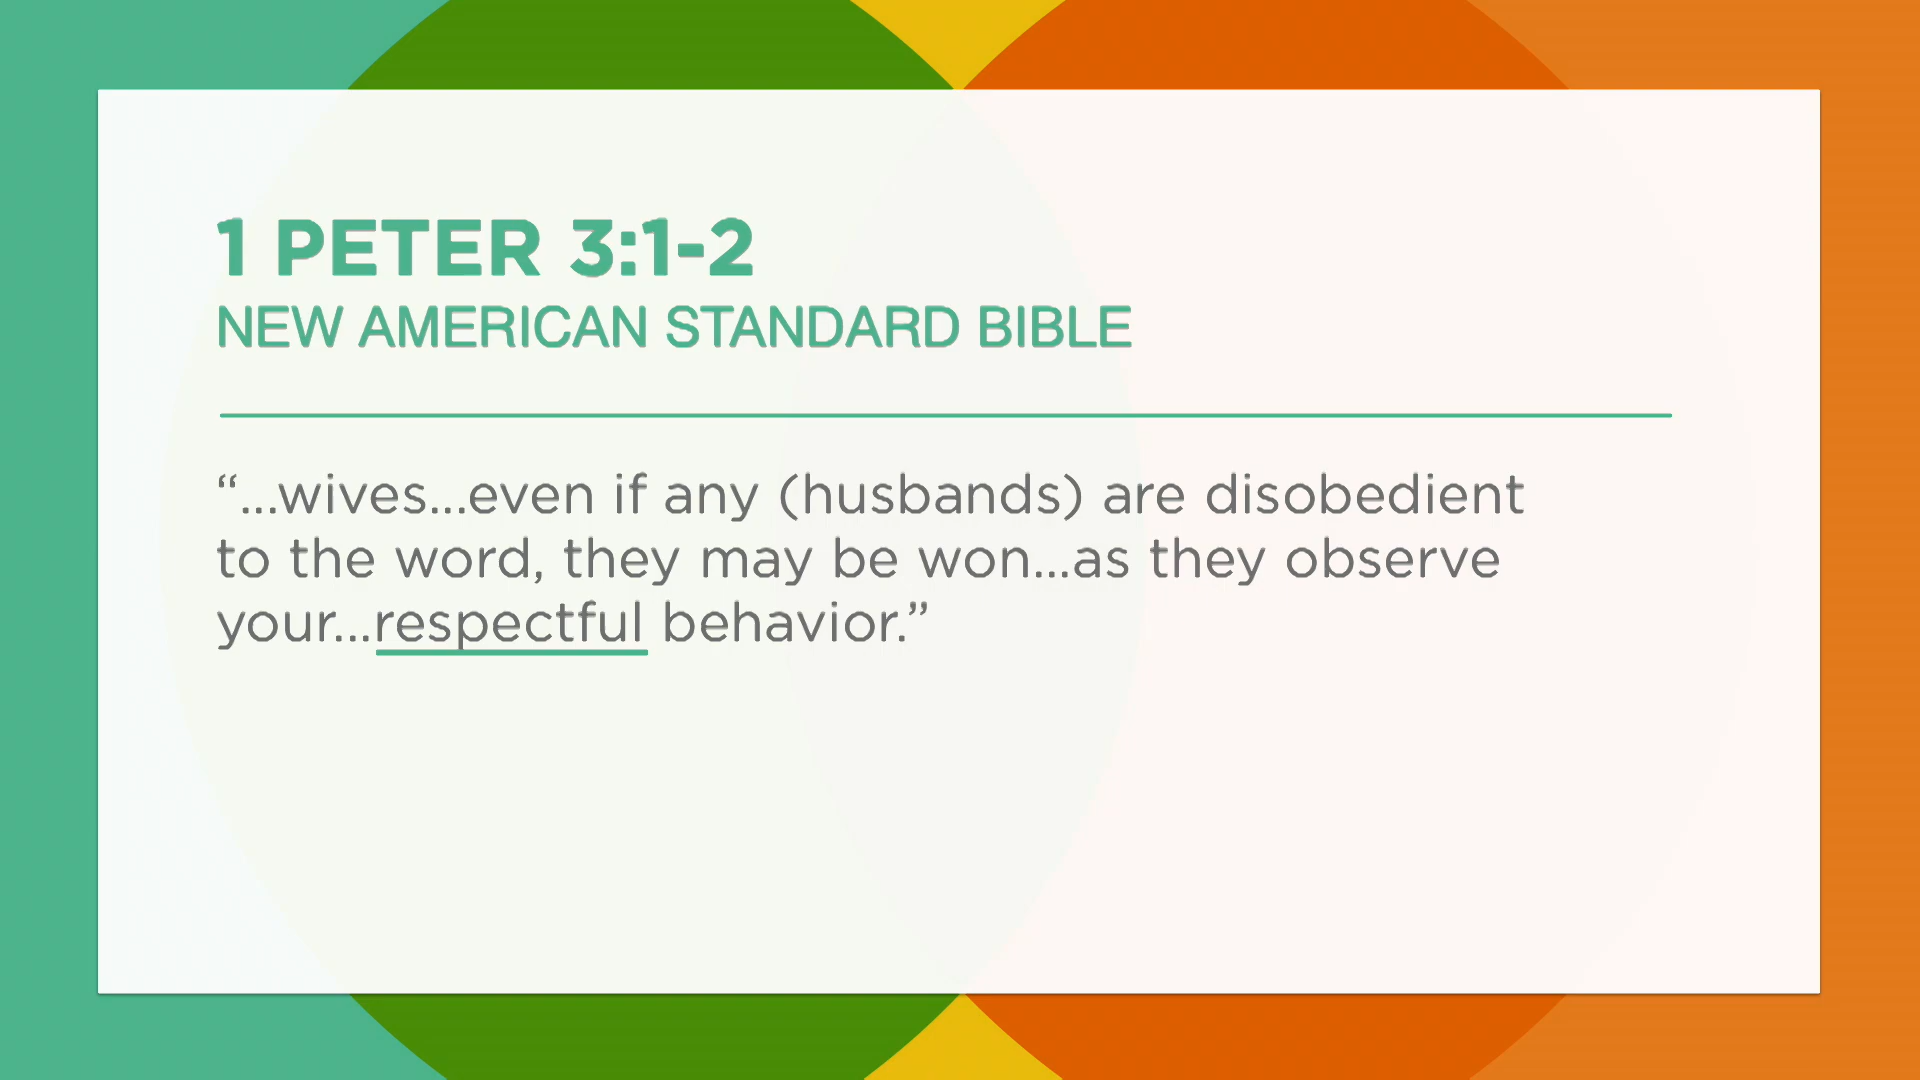 1 PETER 3:1-2
NEW AMERICAN STANDARD BIBLE
“...wives...even if any (husbands) are disobedient
to the word, they may be won...as they observe
your...respectful behavior.”